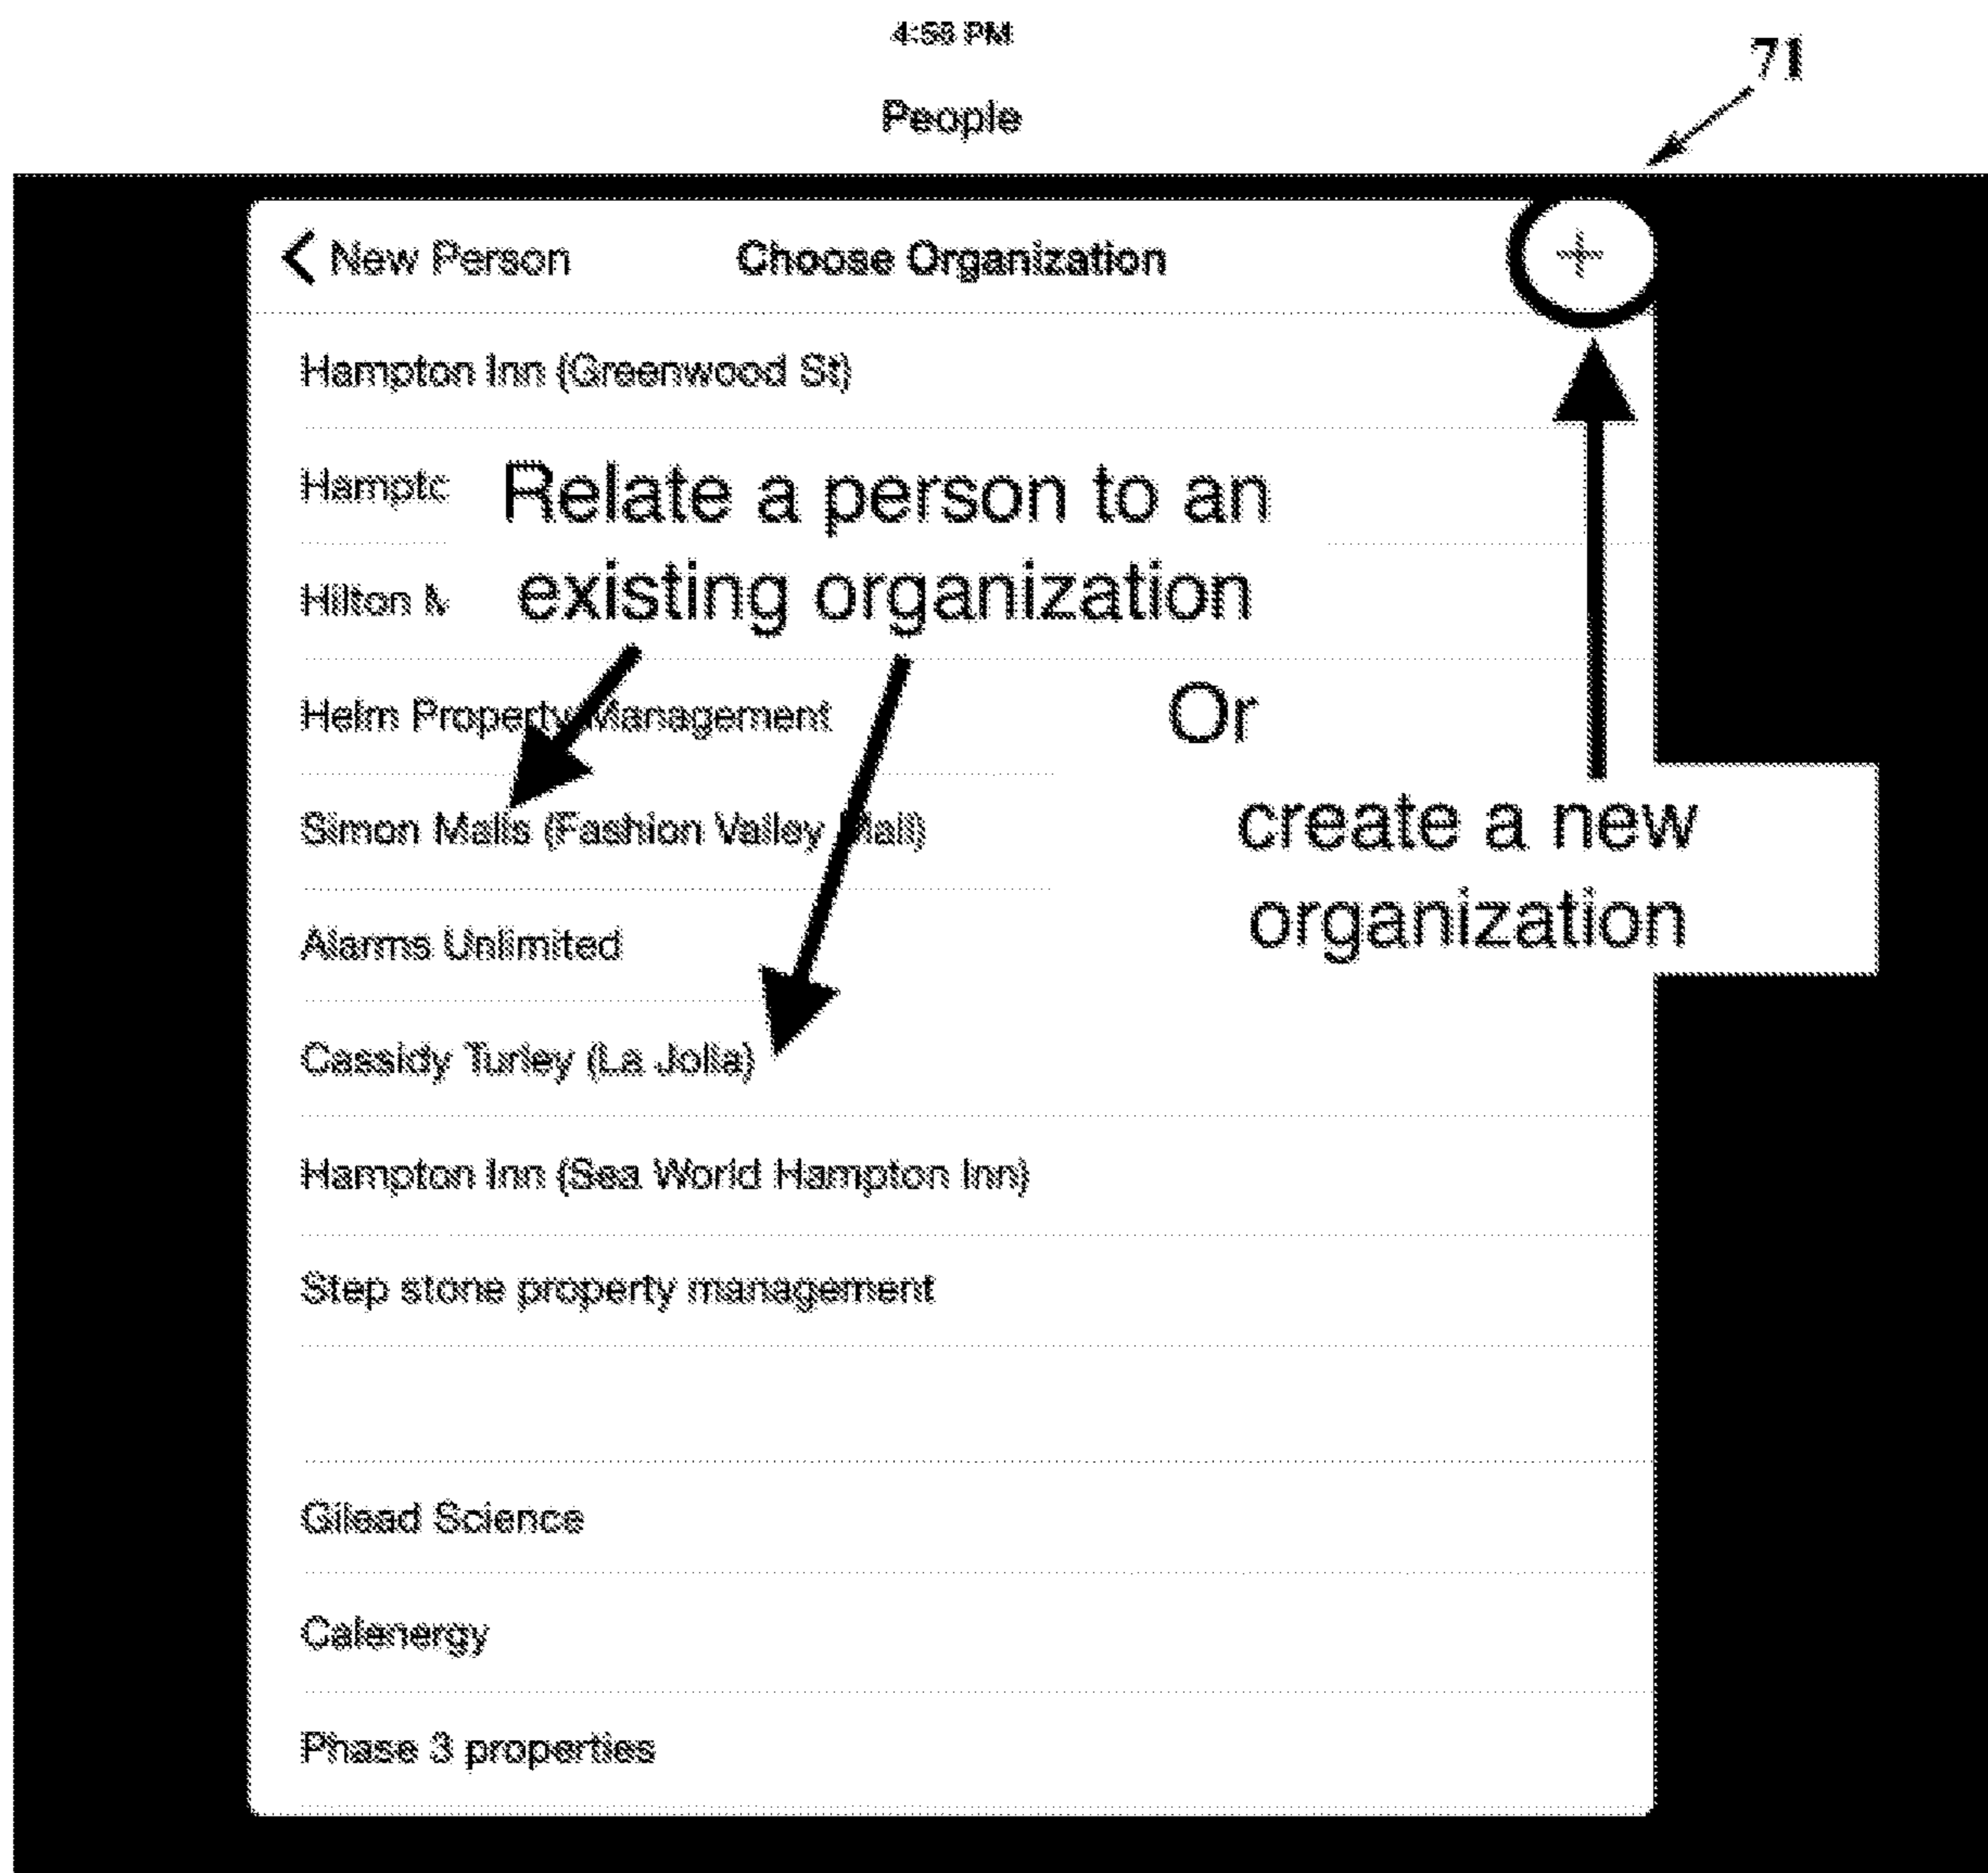 4:58 PM
71
People
New Person
Choose Organization
+
Hampton Inn (Greenwood St)
Relate a person to an
existing organization
Helm Property Management
Or
Simon Malls (Fashion Valley Mall)
create a new
organization
Alarms Unlimited
Cassidy Turley (La Jolla)
Hampton Inn (Sea World Hampton Inn)
Step stone property management
Gilead Science
Calenergy
Phase 3 properties